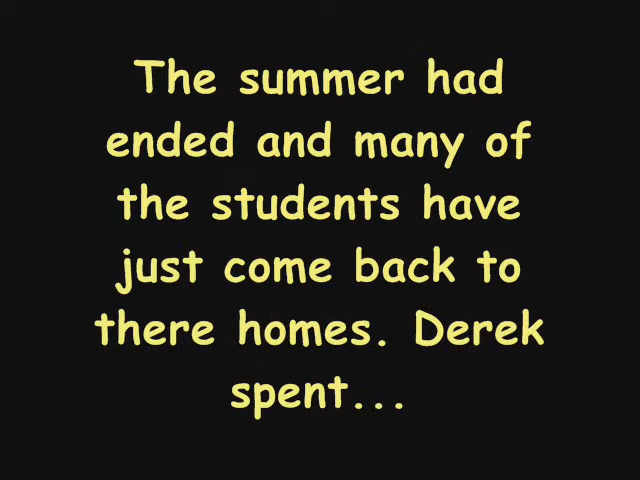 The summer had
ended and many of
the students have
just come back to
there homes. Derek
spent...